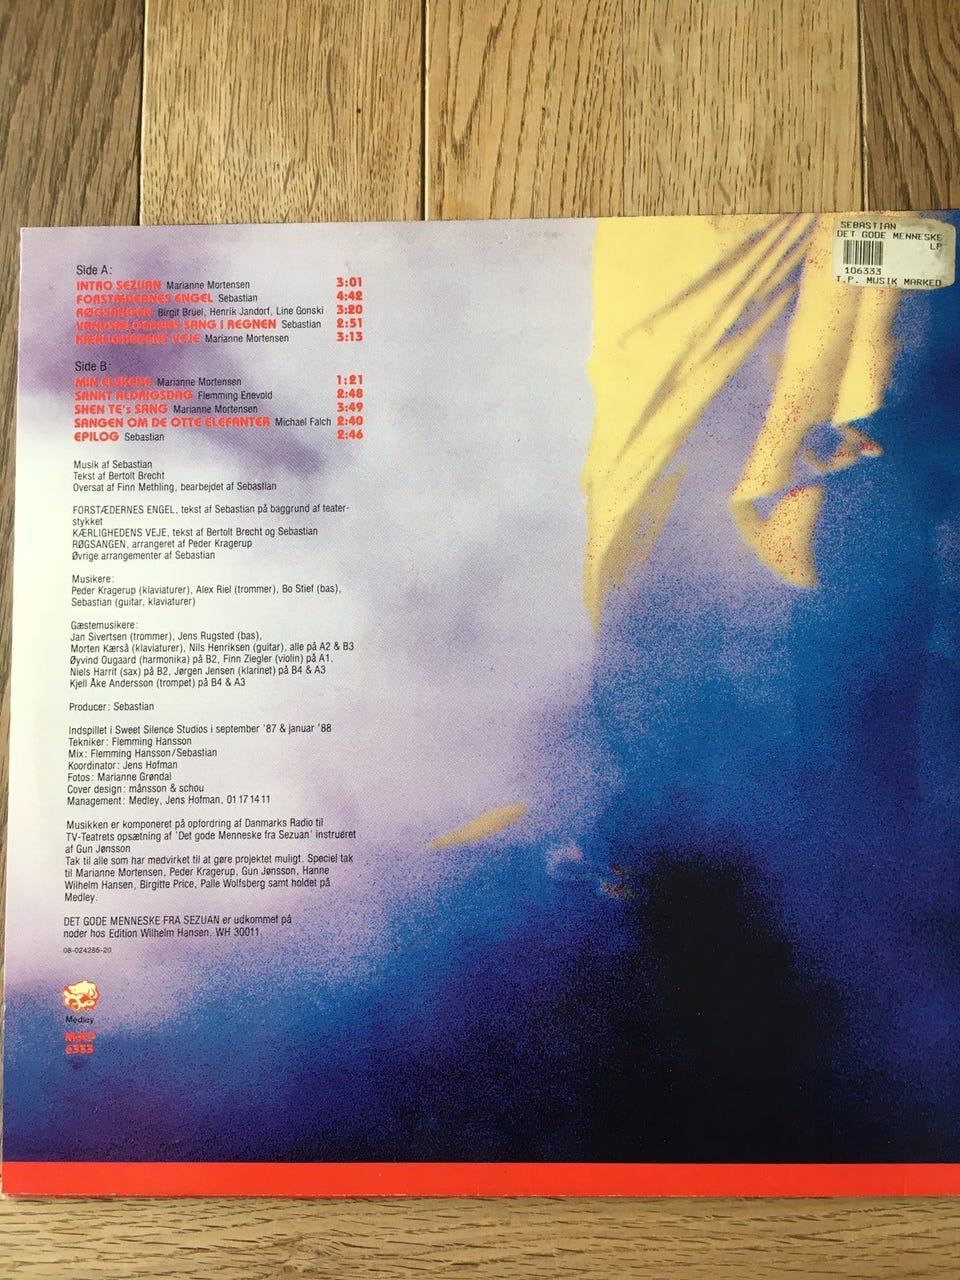 SEBASTIAN
DET GODE MENNESKE
LP
106333
T.P. MUSIK MARKED
Side A:
INTRO SEZUAN Marianne Mortensen 3:01
FORSTÆDERNES ENGEL Sebastian 4:42
RØGSANGEN Birgit Brüel, Henrik Jandorf, Line Gonski 3:20
VANDSÆLGERENS SANG I REGNEN Sebastian 2:51
KÆRLIGHEDENS VEJE Marianne Mortensen 3:13
Side B:
MIN ELSKEDE Marianne Mortensen 1:21
SANKT ALDRIGSDAG Flemming Enevold 2:48
SHEN TE's SANG Marianne Mortensen 3:49
SANGEN OM DE OTTE ELEFANTER Michael Falch 2:40
EPILOG Sebastian 2:46
Musik af Sebastian
Tekst af Bertolt Brecht
Oversat af Finn Methling, bearbejdet af Sebastian
FORSTÆDERNES ENGEL, tekst af Sebastian på baggrund af teater-
stykket
KÆRLIGHEDENS VEJE, tekst af Bertolt Brecht og Sebastian
RØGSANGEN, arrangeret af Peder Kragerup
Øvrige arrangementer af Sebastian
Musikere:
Peder Kragerup (klaviaturer), Alex Riel (trommer), Bo Stief (bas),
Sebastian (guitar, klaviaturer)
Gæstemusikere:
Jan Sivertsen (trommer), Jens Rugsted (bas),
Morten Kærså (klaviaturer), Nils Henriksen (guitar), alle på A2 & B3
Øyvind Ougaard (harmonika) på B2, Finn Ziegler (violin) på A1,
Niels Harrit (sax) på B2, Jørgen Jensen (klarinet) på B4 & A3
Kjell Åke Andersson (trompet) på B4 & A3
Producer: Sebastian
Indspillet i Sweet Silence Studios i september '87 & januar '88
Tekniker: Flemming Hansson
Mix: Flemming Hansson/Sebastian
Koordinator: Jens Hofman
Fotos: Marianne Grøndal
Cover design: månsson & schou
Management: Medley, Jens Hofman, 01 17 14 11
Musikken er komponeret på opfordring af Danmarks Radio til
TV-Teatrets opsætning af 'Det gode Menneske fra Sezuan' instrueret
af Gun Jønsson
Tak til alle som har medvirket til at gøre projektet muligt. Speciel tak
til Marianne Mortensen, Peder Kragerup, Gun Jønsson, Hanne
Wilhelm Hansen, Birgitte Price, Palle Wolfsberg samt holdet på
Medley.
DET GODE MENNESKE FRA SEZUAN er udkommet på
noder hos Edition Wilhelm Hansen, WH 30011.
08-024285-20
Medley
MdLP
6333